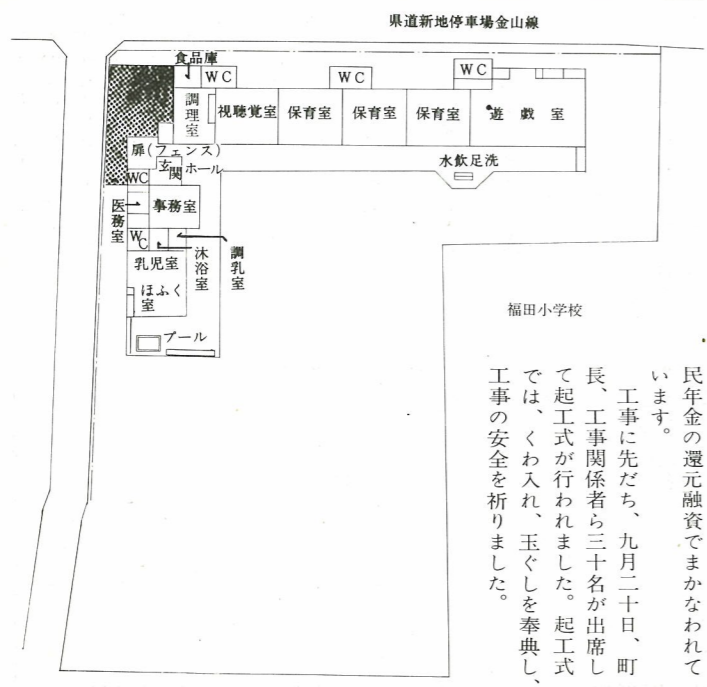 県道新地停車場金山線
食品庫
WC
WC
WC
調理室
視聴覚室
保育室
保育室
保育室
遊戯室
扉(フェンス)
玄関
ホール
水飲足洗
WC
医務室
事務室
WC
沐浴室
調乳室
乳児室
ほふく室
プール
福田小学校
民年金の還元融資でまかなわれて
います。
工事に先だち、九月二十日、町
長、工事関係者ら三十名が出席し
て起工式が行われました。起工式
では、くわ入れ、玉ぐしを奉典し、
工事の安全を祈りました。